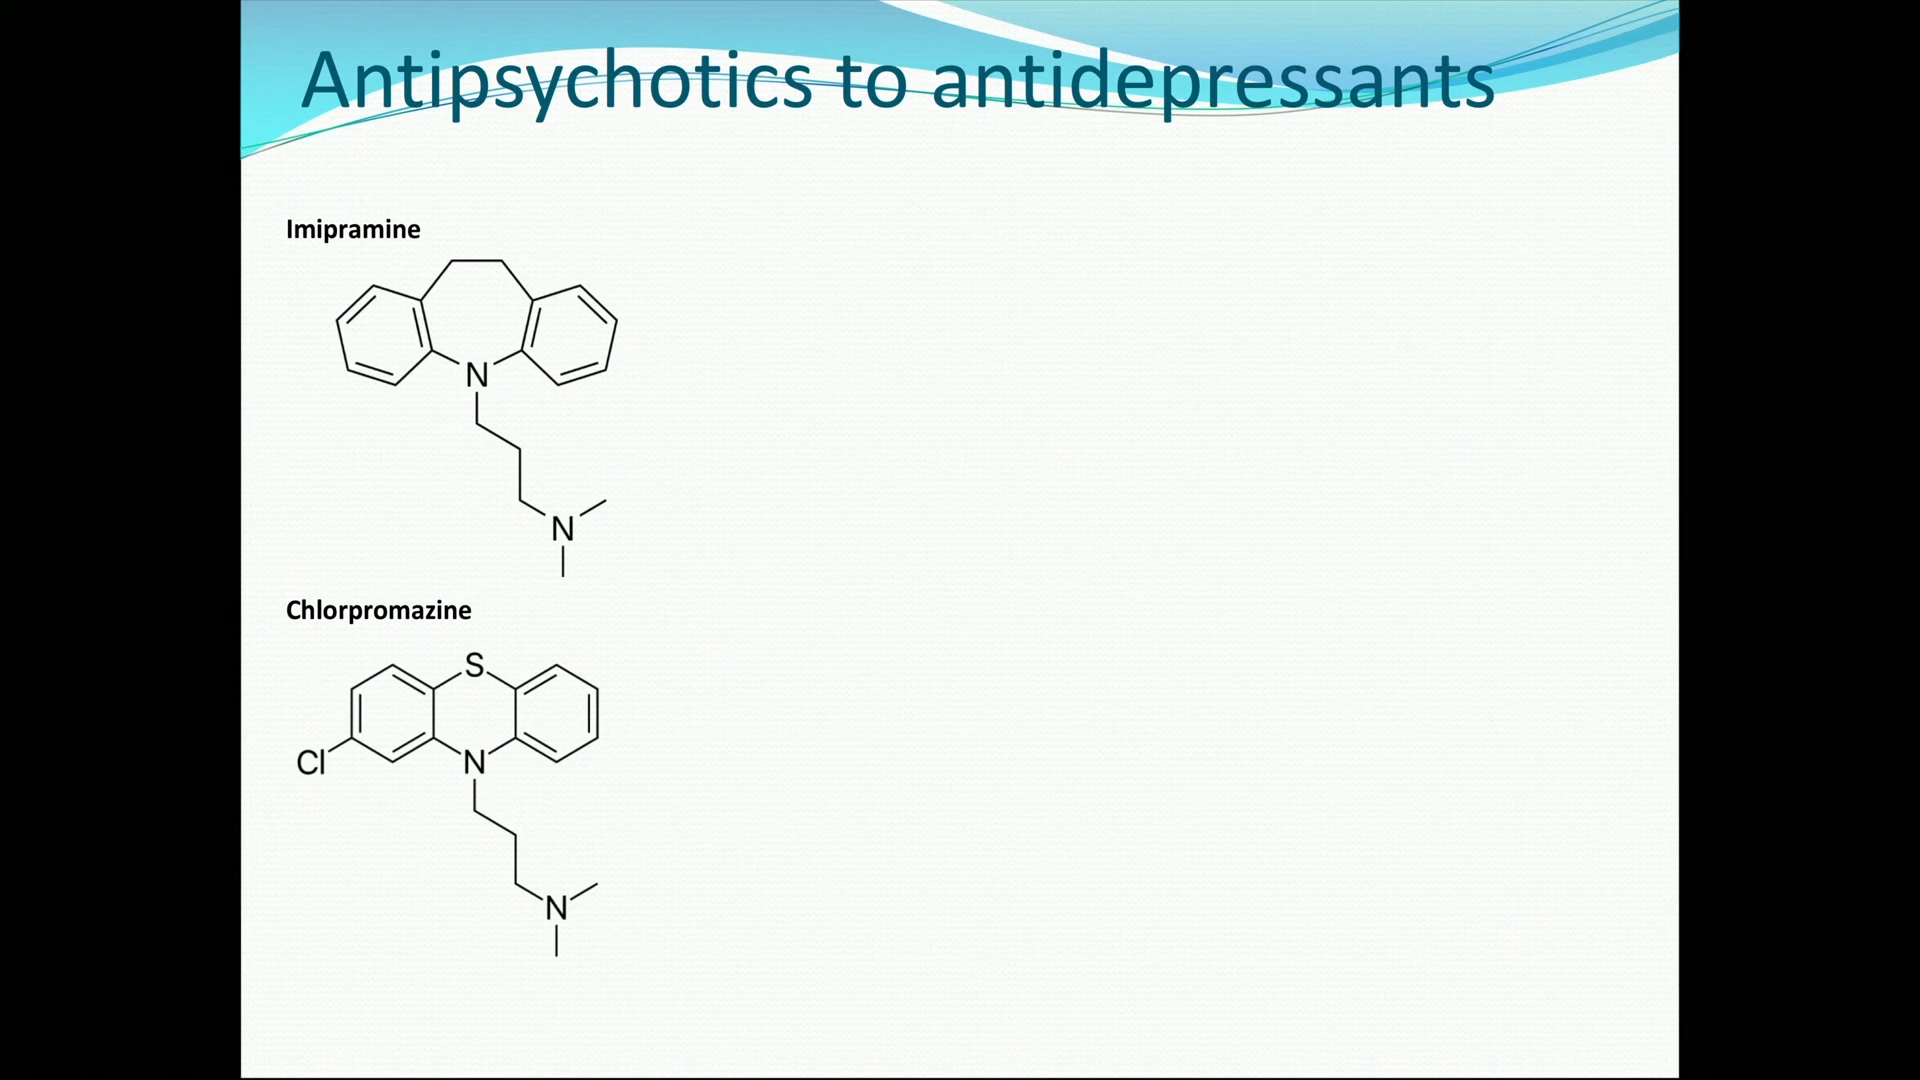 Antipsychotics to antidepressants
Imipramine
N
N
Chlorpromazine
S
Cl
N
N